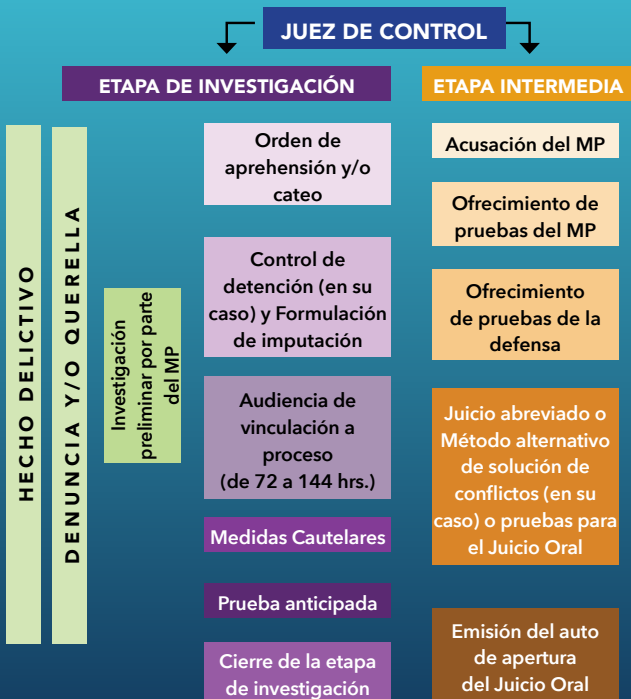 JUEZ DE CONTROL
ETAPA DE INVESTIGACIÓN
HECHO DELICTIVO
DENUNCIA Y/O QUERELLA
Investigación
preliminar por parte
del MP
Orden de
aprehensión y/o
cateo
Control de
detención (en su
caso) y Formulación
de imputación
Audiencia de
vinculación a
proceso
(de 72 a 144 hrs.)
Medidas Cautelares
Prueba anticipada
Cierre de la etapa
de investigación
ETAPA INTERMEDIA
Acusación del MP
Ofrecimiento de
pruebas del MP
Ofrecimiento
de pruebas de la
defensa
Juicio abreviado o
Método alternativo
de solución de
conflictos (en su
caso) o pruebas para
el Juicio Oral
Emisión del auto
de apertura
del Juicio Oral